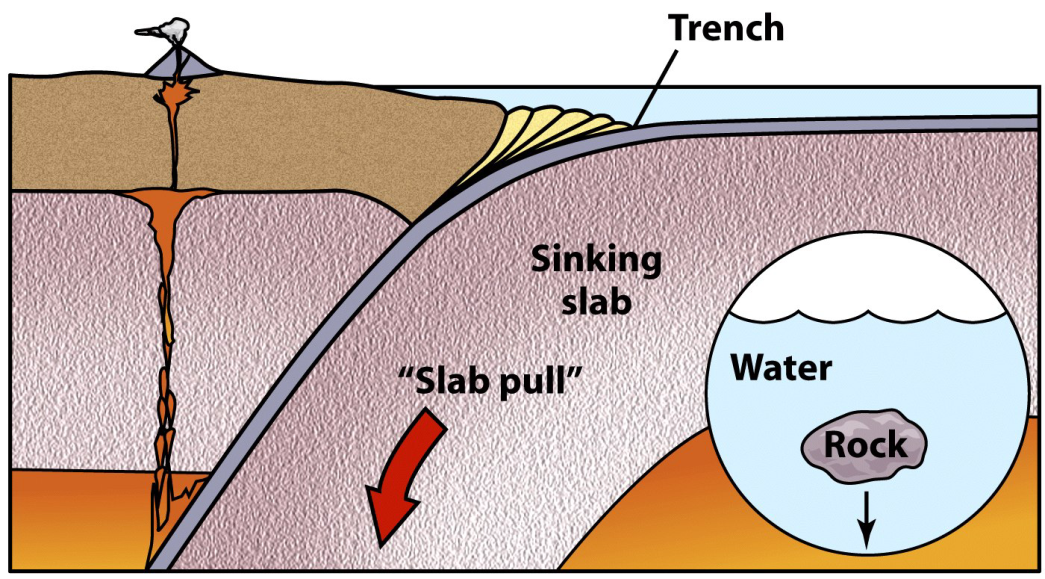 Trench
Sinking
slab
“Slab pull”
Water
Rock